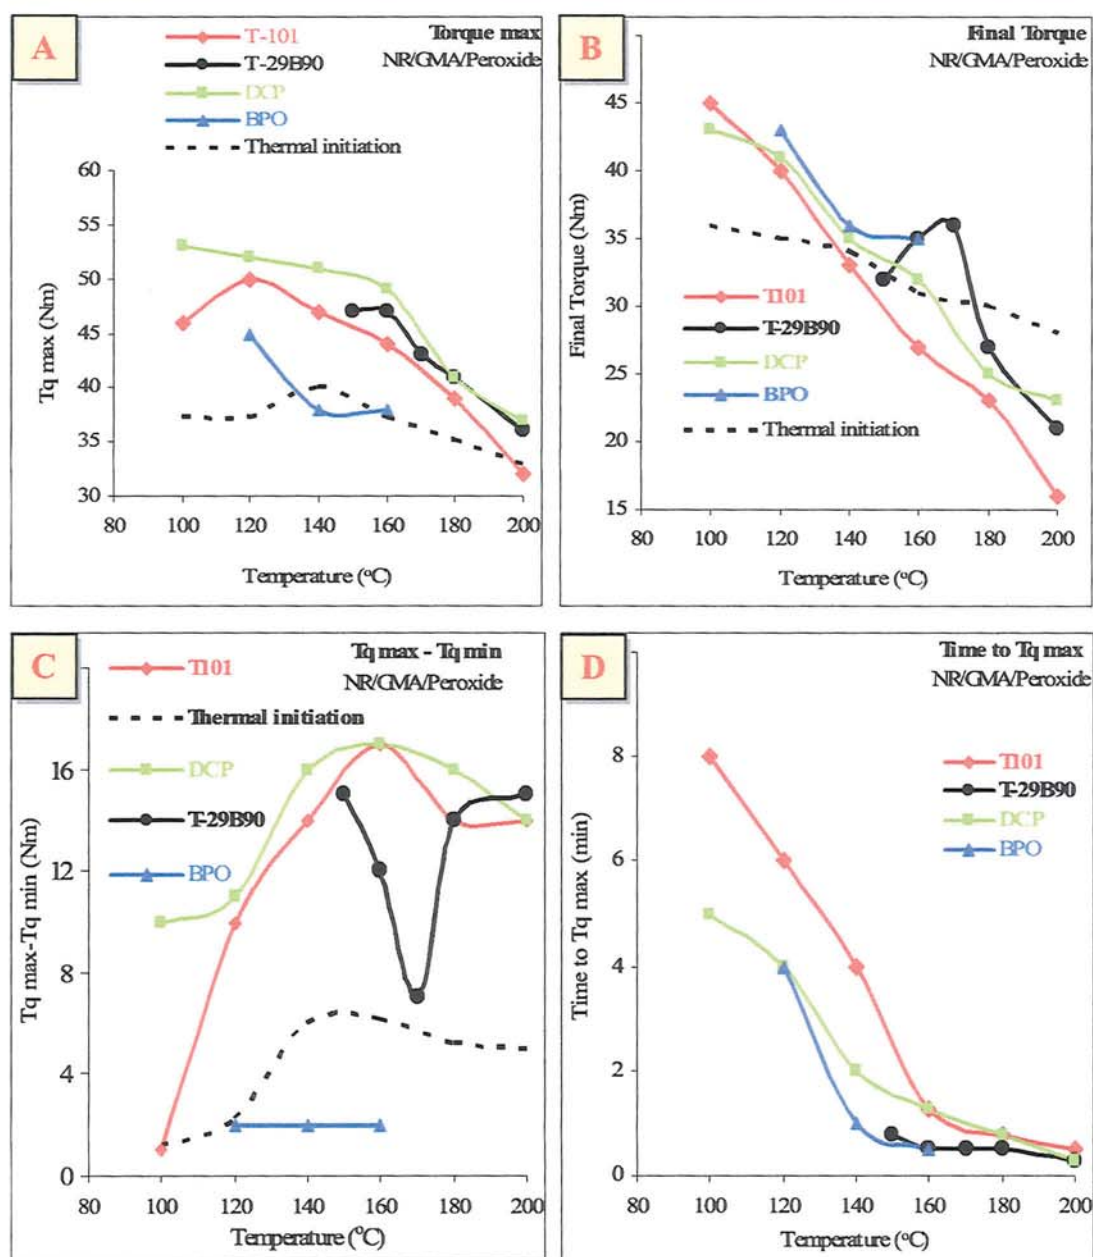 A
T-101
T-29B90
DCP
BPO
Thermal initiation
Torque max
NR/GMA/Peroxide
60
55
50
45
40
35
30
Tq max (Nm)
80 100 120 140 160 180 200
Temperature (°C)
B
Final Torque
NR/GMA/Peroxide
45
40
35
30
25
20
15
Final Torque (Nm)
T101
T-29B90
DCP
BPO
Thermal initiation
80 100 120 140 160 180 200
Temperature (°C)
C
T101
Thermal initiation
DCP
T-29B90
BPO
Tq max - Tq min
NR/GMA/Peroxide
16
12
8
4
0
Tq max-Tq min (Nm)
80 100 120 140 160 180 200
Temperature (°C)
D
Time to Tq max
NR/GMA/Peroxide
T101
T-29B90
DCP
BPO
8
6
4
2
0
Time to Tq max (min)
80 100 120 140 160 180 200
Temperature (°C)